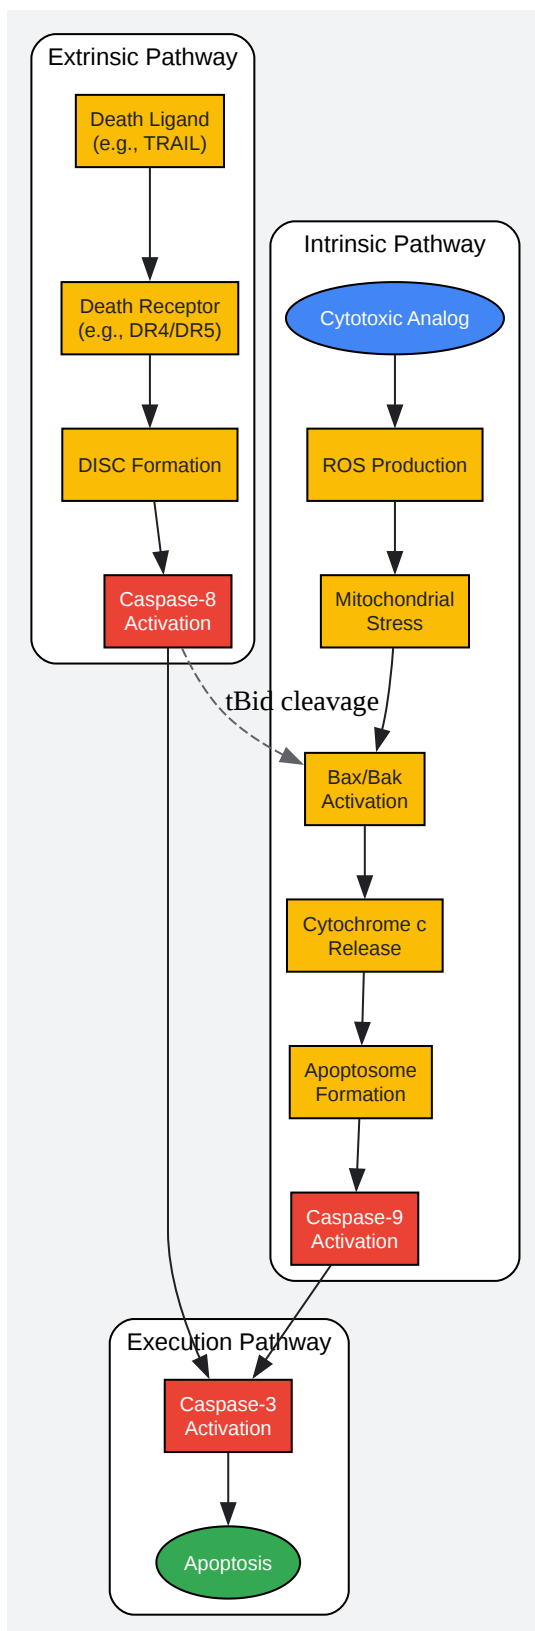 Extrinsic Pathway
Death Ligand
(e.g., TRAIL)
Death Receptor
(e.g., DR4/DR5)
DISC Formation
Caspase-8
Activation
tBid cleavage
Intrinsic Pathway
Cytotoxic Analog
ROS Production
Mitochondrial
Stress
Bax/Bak
Activation
Cytochrome c
Release
Apoptosome
Formation
Caspase-9
Activation
Execution Pathway
Caspase-3
Activation
Apoptosis